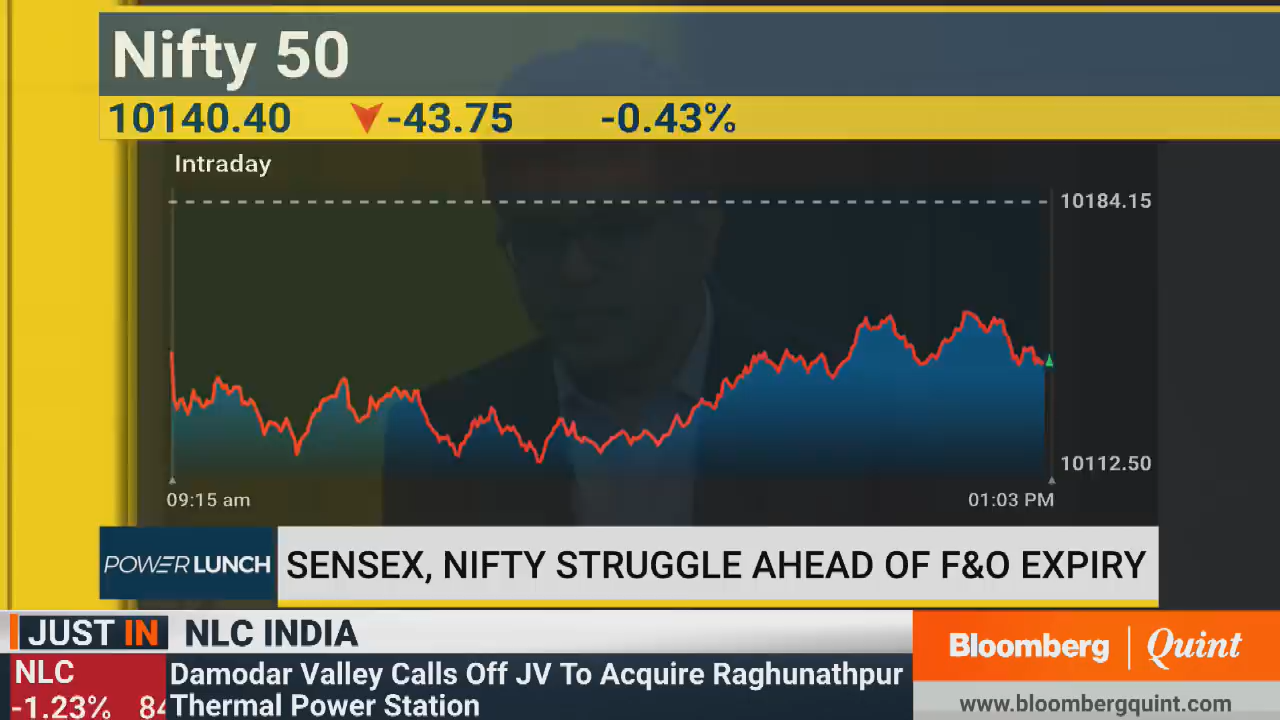 Nifty 50
10140.40 -43.75 -0.43%
Intraday
10184.15
10112.50
09:15 am 01:03 PM
POWER LUNCH SENSEX, NIFTY STRUGGLE AHEAD OF F&O EXPIRY
JUST IN NLC INDIA
NLC
-1.23%
Damodar Valley Calls Off JV To Acquire Raghunathpur
Thermal Power Station
Bloomberg | Quint
www.bloombergquint.com